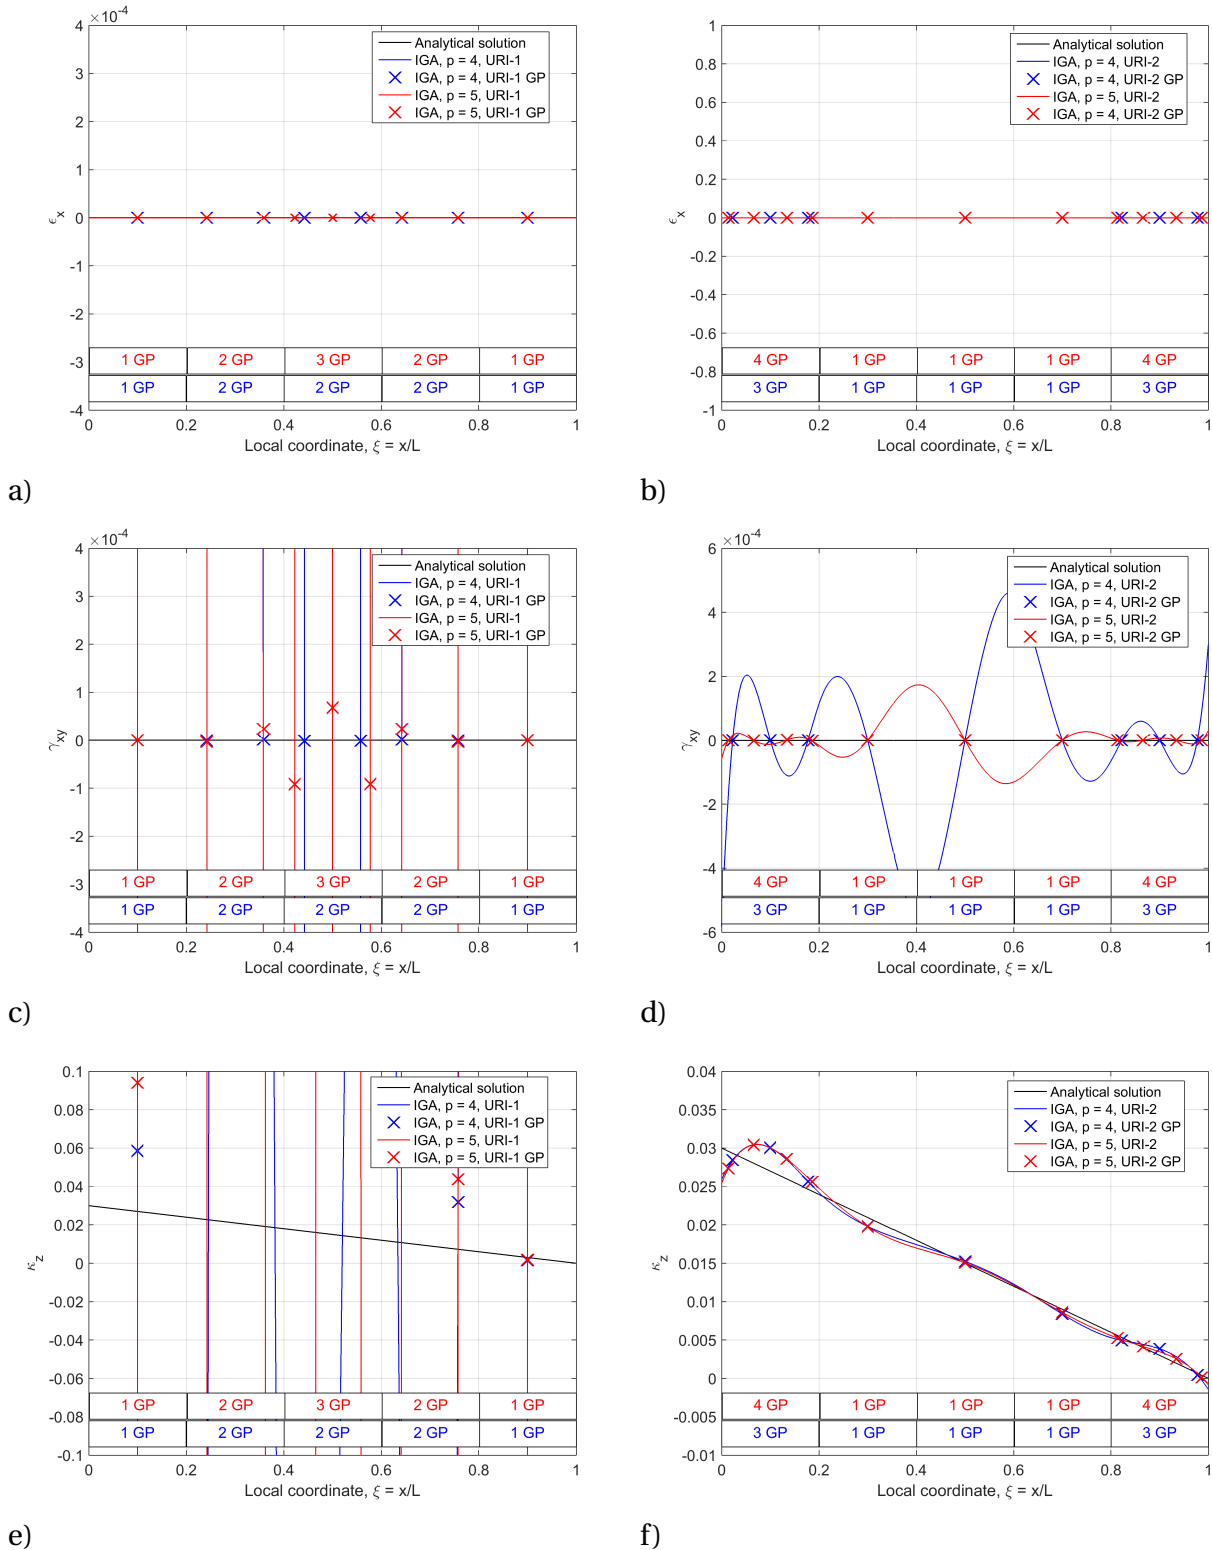 ×10-4
Analytical solution
IGA, p = 4, URI-1
IGA, p = 4, URI-1 GP
IGA, p = 5, URI-1
IGA, p = 5, URI-1 GP
4
3
2
1
0
-1
-2
-3
-4
ϵx
1 GP 2 GP 3 GP 2 GP 1 GP
1 GP 2 GP 2 GP 2 GP 1 GP
0 0.2 0.4 0.6 0.8 1
Local coordinate, ξ = x/L
a)
Analytical solution
IGA, p = 4, URI-2
IGA, p = 4, URI-2 GP
IGA, p = 5, URI-2
IGA, p = 4, URI-2 GP
1
0.8
0.6
0.4
0.2
0
-0.2
-0.4
-0.6
-0.8
-1
ϵx
4 GP 1 GP 1 GP 1 GP 4 GP
3 GP 1 GP 1 GP 1 GP 3 GP
0 0.2 0.4 0.6 0.8 1
Local coordinate, ξ = x/L
b)
×10-4
Analytical solution
IGA, p = 4, URI-1
IGA, p = 4, URI-1 GP
IGA, p = 5, URI-1
IGA, p = 5, URI-1 GP
4
3
2
1
0
-1
-2
-3
-4
γxy
1 GP 2 GP 3 GP 2 GP 1 GP
1 GP 2 GP 2 GP 2 GP 1 GP
0 0.2 0.4 0.6 0.8 1
Local coordinate, ξ = x/L
c)
×10-4
Analytical solution
IGA, p = 4, URI-2
IGA, p = 4, URI-2 GP
IGA, p = 5, URI-2
IGA, p = 5, URI-2 GP
6
4
2
0
-2
-4
-6
γxy
4 GP 1 GP 1 GP 1 GP 4 GP
3 GP 1 GP 1 GP 1 GP 3 GP
0 0.2 0.4 0.6 0.8 1
Local coordinate, ξ = x/L
d)
Analytical solution
IGA, p = 4, URI-1
IGA, p = 4, URI-1 GP
IGA, p = 5, URI-1
IGA, p = 5, URI-1 GP
0.1
0.08
0.06
0.04
0.02
0
-0.02
-0.04
-0.06
-0.08
-0.1
κz
1 GP 2 GP 3 GP 2 GP 1 GP
1 GP 2 GP 2 GP 2 GP 1 GP
0 0.2 0.4 0.6 0.8 1
Local coordinate, ξ = x/L
e)
Analytical solution
IGA, p = 4, URI-2
IGA, p = 4, URI-2 GP
IGA, p = 5, URI-2
IGA, p = 5, URI-2 GP
0.04
0.035
0.03
0.025
0.02
0.015
0.01
0.005
0
-0.005
-0.01
κz
4 GP 1 GP 1 GP 1 GP 4 GP
3 GP 1 GP 1 GP 1 GP 3 GP
0 0.2 0.4 0.6 0.8 1
Local coordinate, ξ = x/L
f)